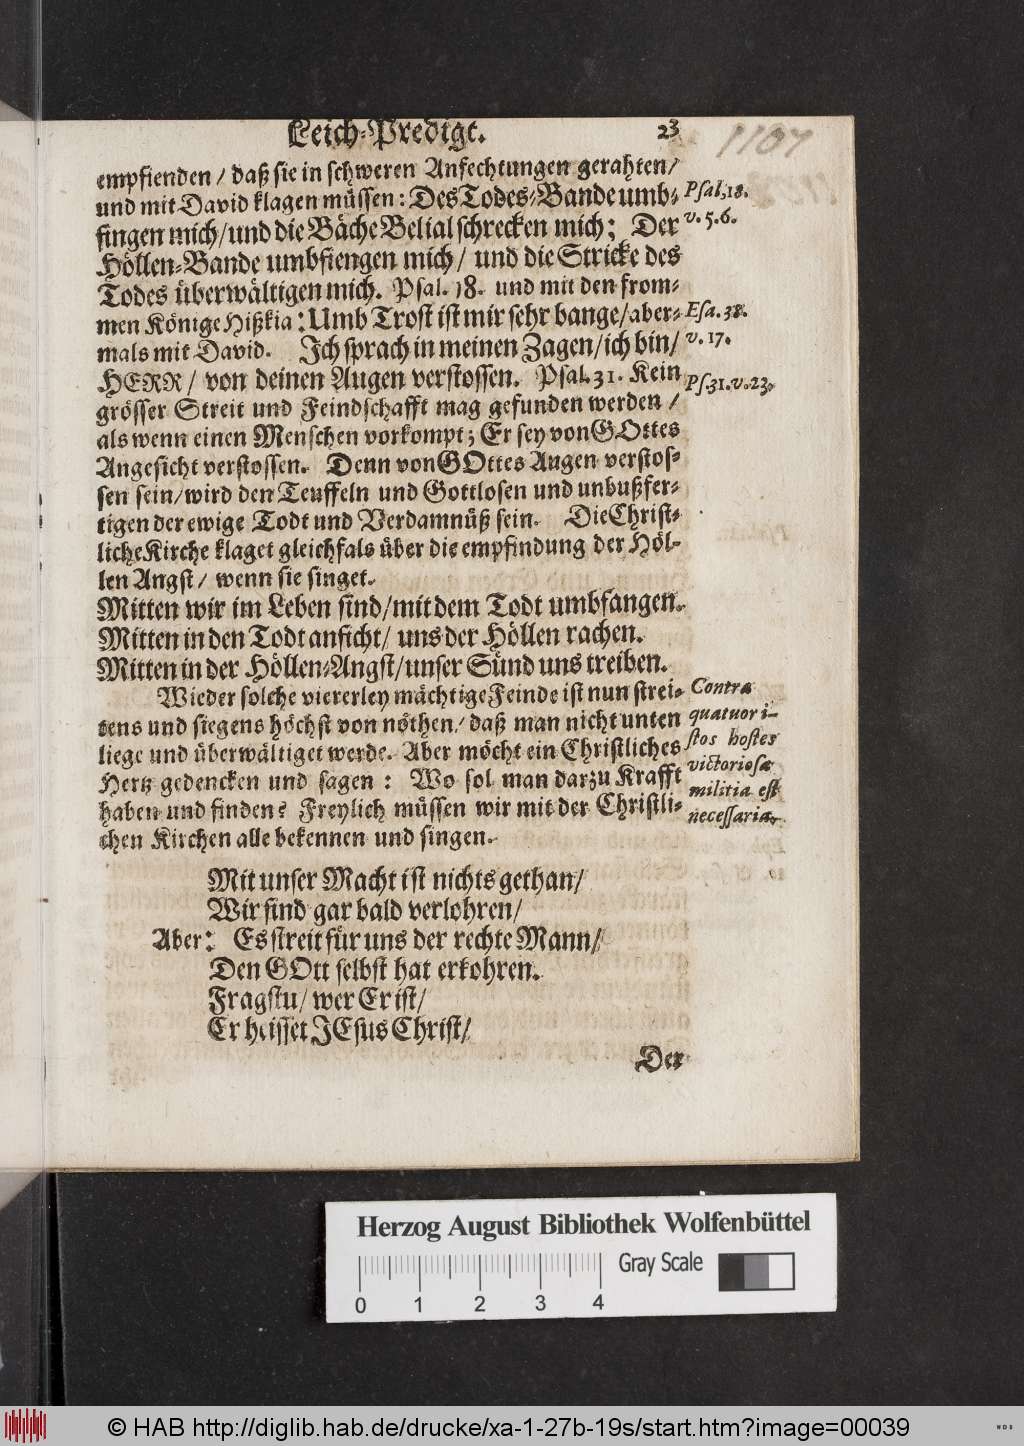 Leich-Predigt. 23
1107
empfienden / daß sie in schweren Anfechtungen gerahten/
und mit David klagen müssen: Des Todes-Bande umb-
fingen mich/und die Bäche Belial schrecken mich; Der
Höllen-Bande umbfiengen mich/ und die Stricke des
Todes überwältigen mich. Psal. 18. und mit den from-
men Könige Hißkia: Umb Trost ist mir sehr bange/aber-
mals mit David. Ich sprach in meinen Zagen/ich bin/
HERR/ von deinen Augen verstossen. Psal. 31. Kein
grösser Streit und Feindschafft mag gefunden werden /
als wenn einen Menschen vorkompt; Er sey von GOttes
Angesicht verstossen. Denn von GOttes Augen verstos-
sen sein/wird den Teuffeln und Gottlosen und unbußfer-
tigen der ewige Todt und Verdamnüß sein. Die Christ-
liche Kirche klaget gleichfals über die empfindung der Höl-
len Angst/ wenn sie singet.
Mitten wir im Leben sind/mit dem Todt umbfangen.
Mitten in den Todt anficht/ uns der Höllen rachen.
Mitten in der Höllen-Angst/unser Sünd uns treiben.
Wieder solche viererley mächtige Feinde ist nun strei-
tens und siegens höchst von nöthen/ daß man nicht unten
liege und überwältiget werde. Aber möcht ein Christliches
Hertz gedencken und sagen : Wo sol man darzu Krafft
haben und finden? Freylich müssen wir mit der Christli-
chen Kirchen alle bekennen und singen.
Mit unser Macht ist nichts gethan/
Wir sind gar bald verlohren/
Aber: Es streit für uns der rechte Mann/
Den GOtt selbst hat erkohren.
Fragstu/ wer Er ist/
Er heisset JEsus Christ/
Der
Psal. 18.
v. 5. 6.
Esa. 38.
v. 17.
Ps. 31. v. 23.
Contra
quatuor i-
stos hostes
victoriosa
militia est
necessaria.
Herzog August Bibliothek Wolfenbüttel
Gray Scale
0 1 2 3 4
© HAB http://diglib.hab.de/drucke/xa-1-27b-19s/start.htm?image=00039